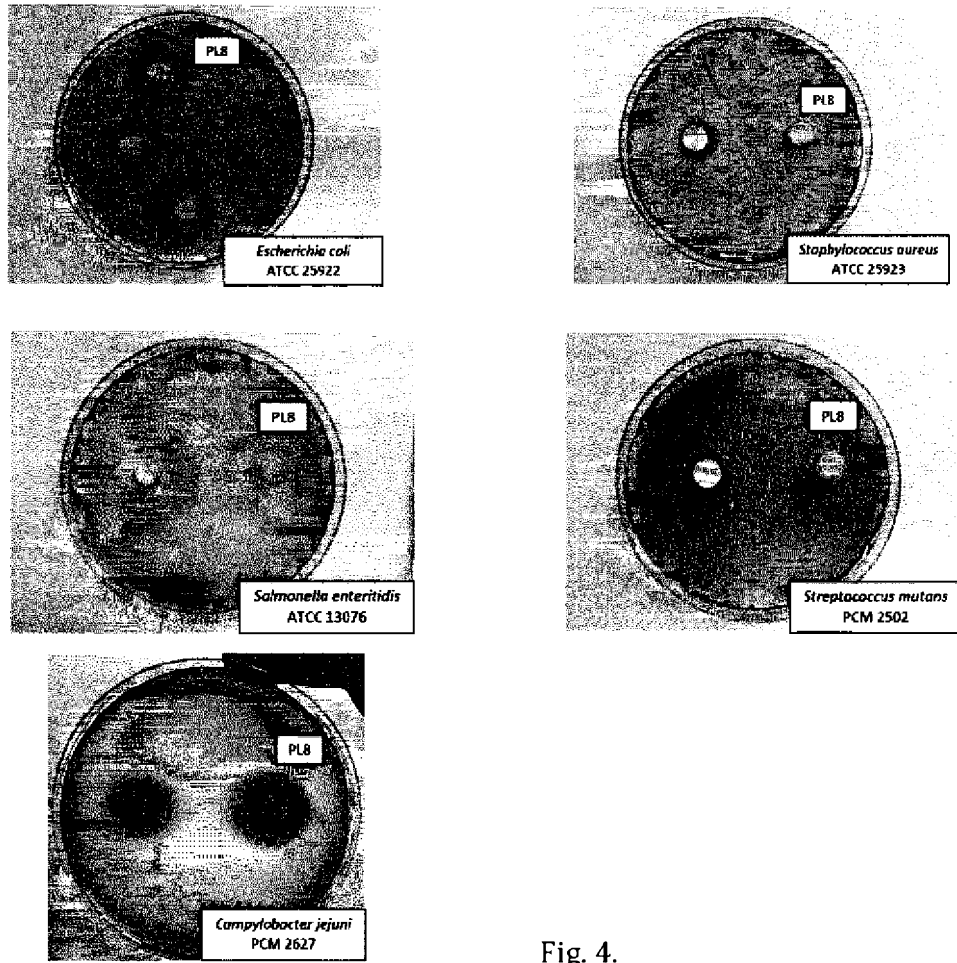 PL8
Escherichia coli
ATCC 25922
PL8
Staphylococcus aureus
ATCC 25923
PL8
Salmonella enteritidis
ATCC 13076
PL8
Streptococcus mutans
PCM 2502
PL8
Campylobacter jejuni
PCM 2627
Fig. 4.